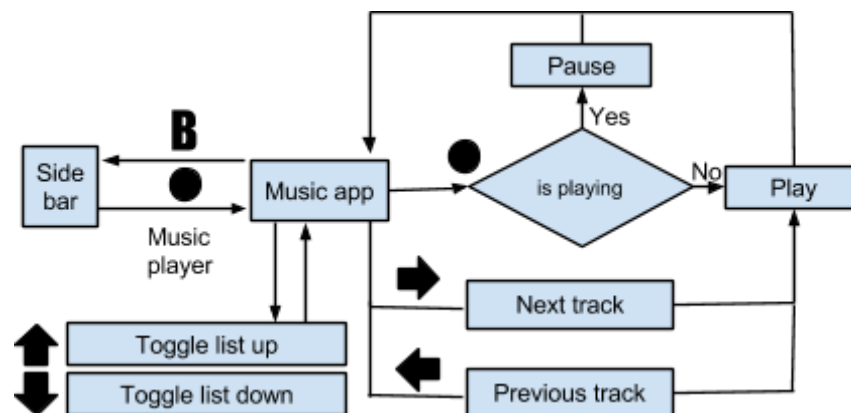 Pause
Yes
B
Side
bar
Music app
is playing
No
Play
Music
player
Next track
Toggle list up
Toggle list down
Previous track